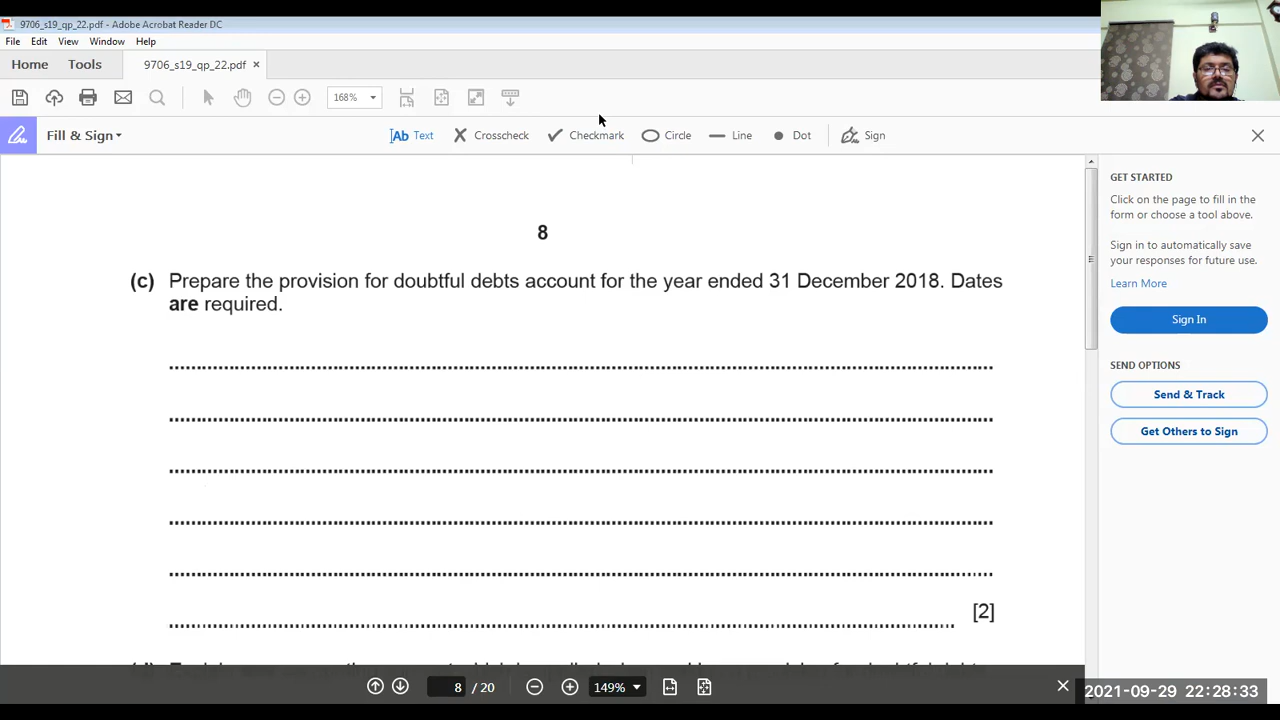 9706_s19_qp_22.pdf - Adobe Acrobat Reader DC
File Edit View Window Help
Home Tools 9706_s19_qp_22.pdf ×
168%
Fill & Sign Ab Text Crosscheck Checkmark Circle Line Dot Sign
8
(c) Prepare the provision for doubtful debts account for the year ended 31 December 2018. Dates
are required.
[2]
GET STARTED
Click on the page to fill in the
form or choose a tool above.
Sign in to automatically save
your responses for future use.
Learn More
Sign In
SEND OPTIONS
Send & Track
Get Others to Sign
8 / 20 149%
2021-09-29 22:28:33